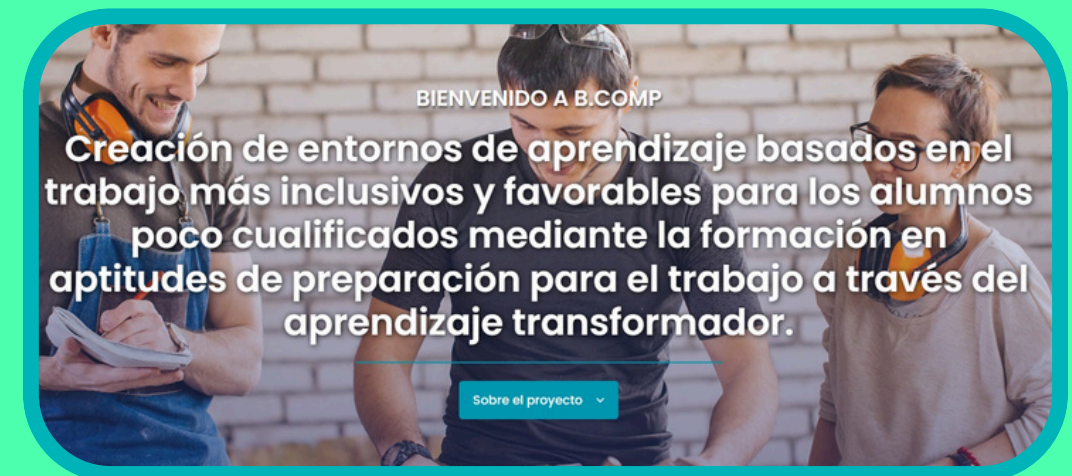 BIENVENIDO A B.COMP
Creación de entornos de aprendizaje basados en el
trabajo más inclusivos y favorables para los alumnos
poco cualificados mediante la formación en
aptitudes de preparación para el trabajo a través del
aprendizaje transformador.
Sobre el proyecto